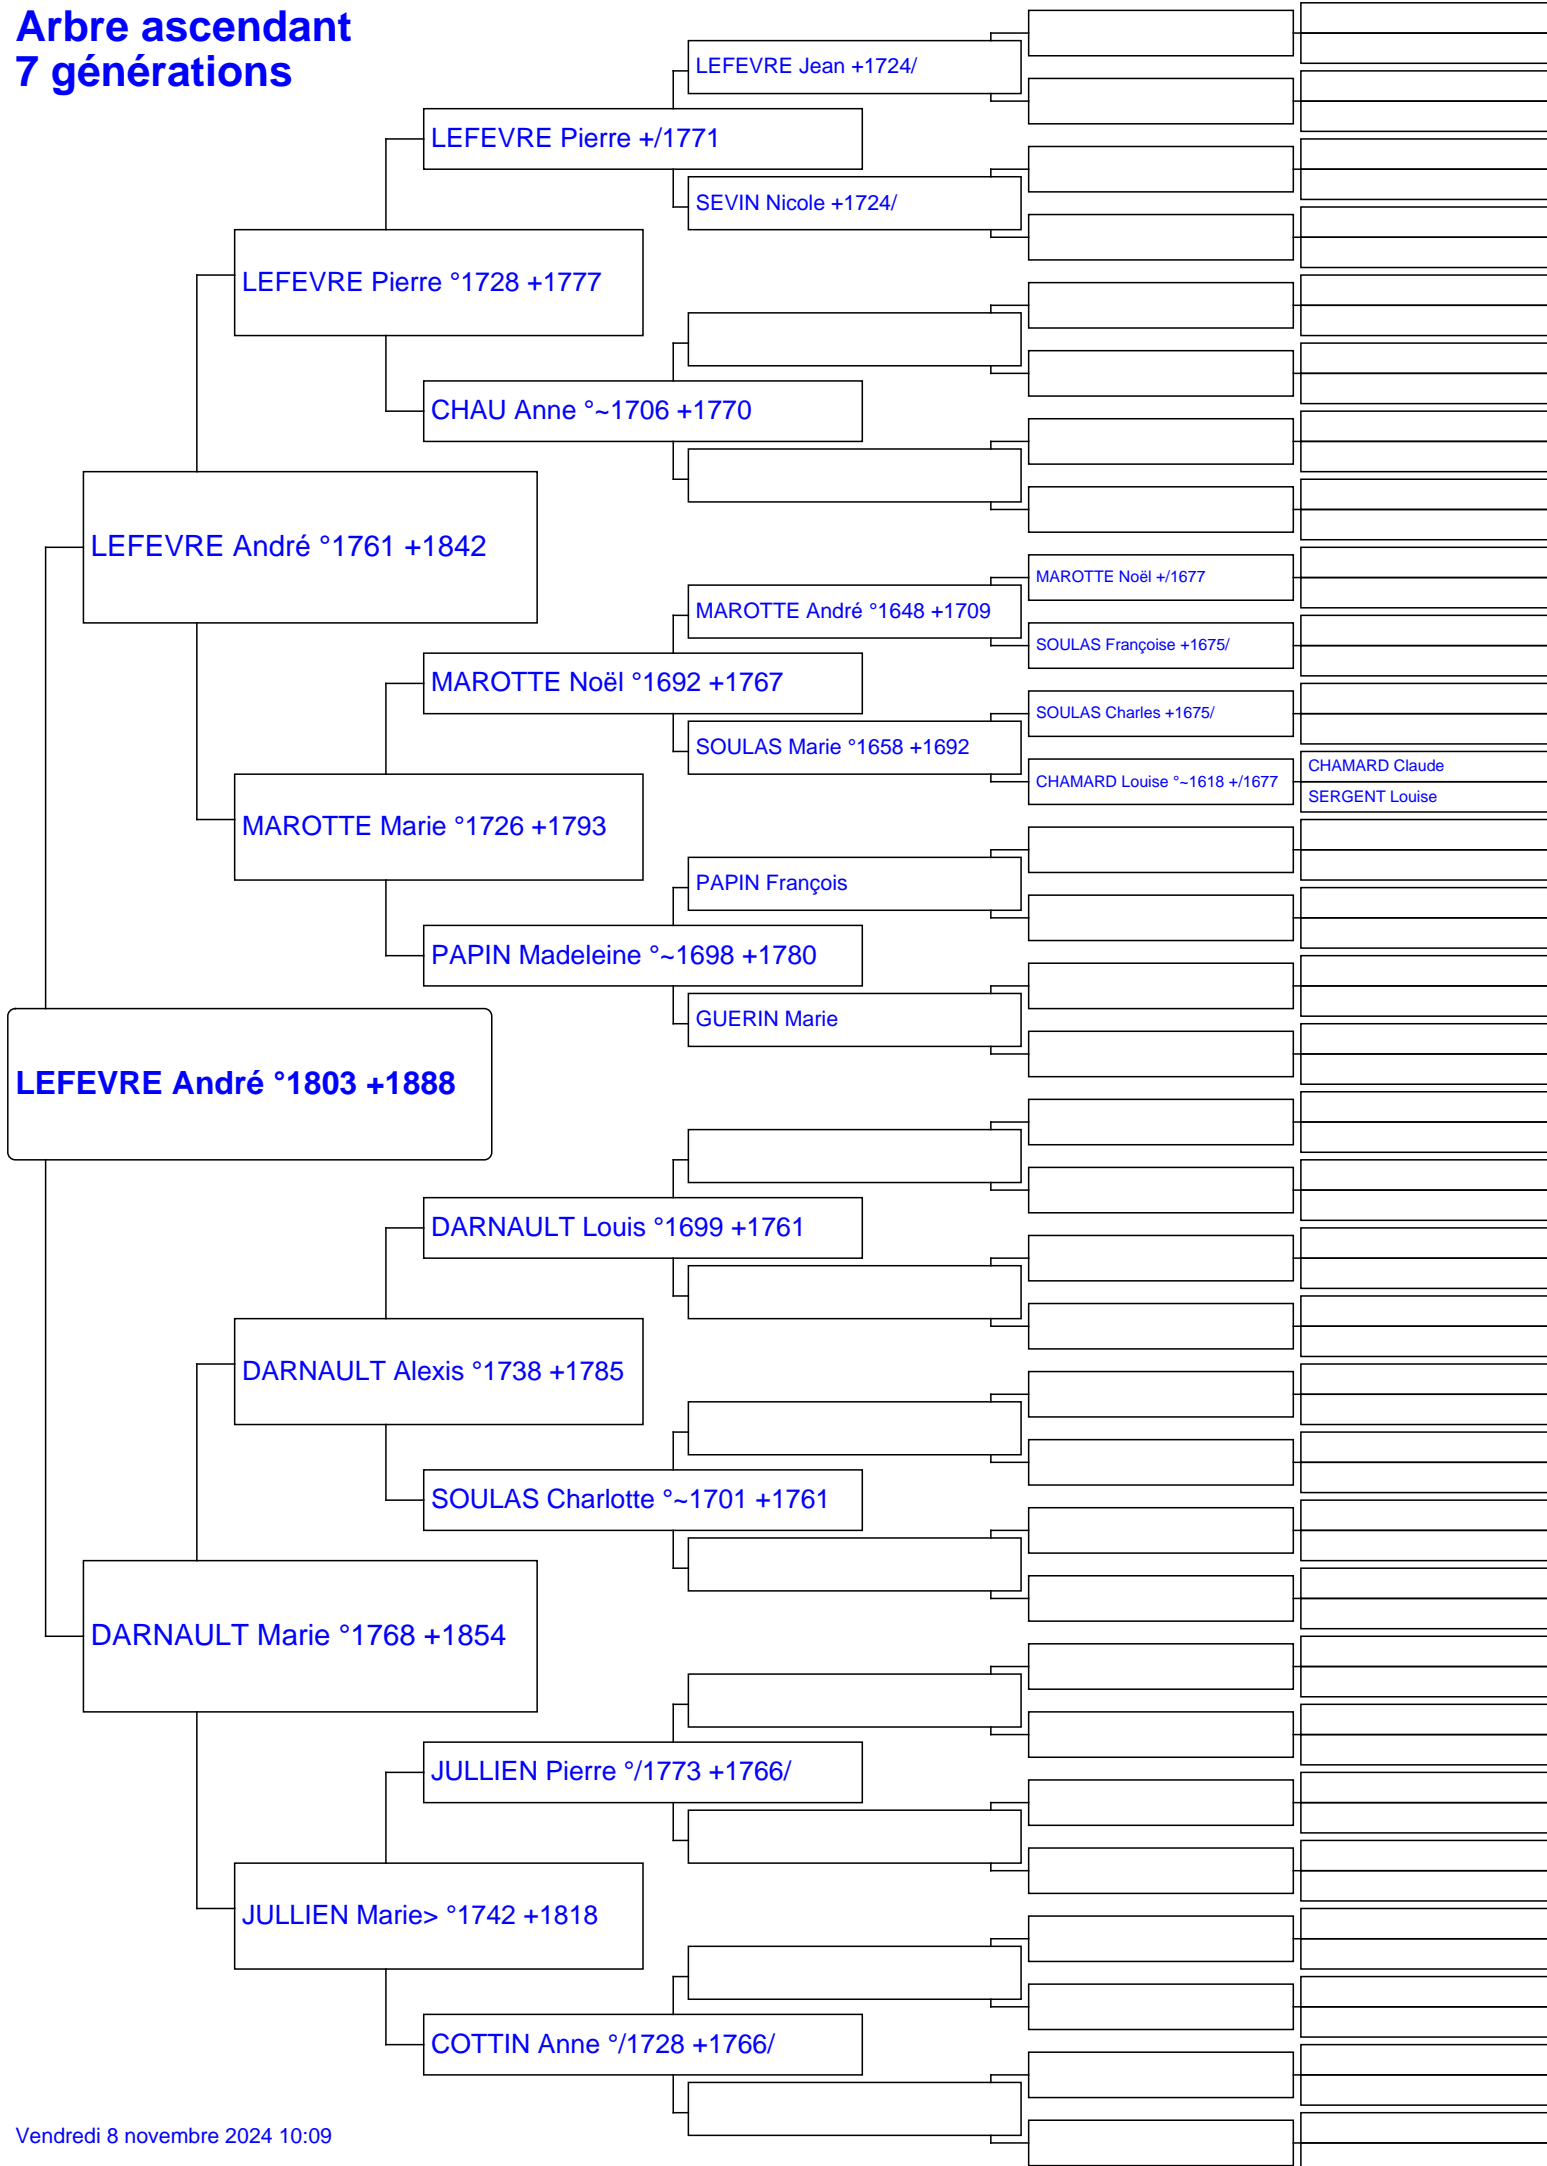 Arbre ascendant
7 générations
LEFEVRE Jean +1724/
LEFEVRE Pierre +/1771
SEVIN Nicole +1724/
LEFEVRE Pierre °1728 +1777
CHAU Anne °~1706 +1770
LEFEVRE André °1761 +1842
MAROTTE Noël +/1677
MAROTTE André °1648 +1709
SOULAS Françoise +1675/
MAROTTE Noël °1692 +1767
SOULAS Charles +1675/
SOULAS Marie °1658 +1692
CHAMARD Claude
CHAMARD Louise °~1618 +/1677
SERGENT Louise
MAROTTE Marie °1726 +1793
PAPIN François
PAPIN Madeleine °~1698 +1780
GUERIN Marie
LEFEVRE André °1803 +1888
DARNAULT Louis °1699 +1761
DARNAULT Alexis °1738 +1785
SOULAS Charlotte °~1701 +1761
DARNAULT Marie °1768 +1854
JULLIEN Pierre °/1773 +1766/
JULLIEN Marie> °1742 +1818
COTTIN Anne °/1728 +1766/
Vendredi 8 novembre 2024 10:09